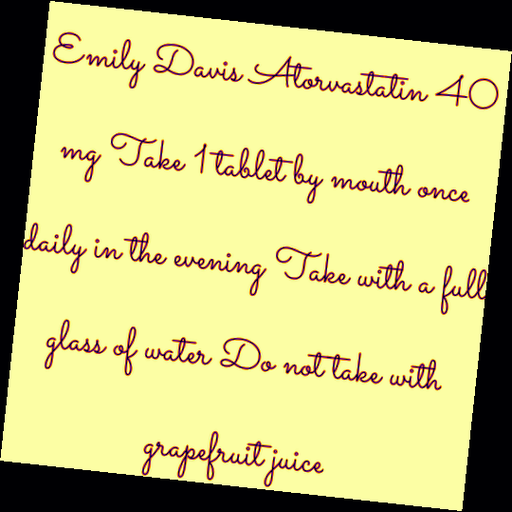 Emily Davis Atorvastatin 40
mg Take 1 tablet by mouth once
daily in the evening Take with a full
glass of water Do not take with
grapefruit juice